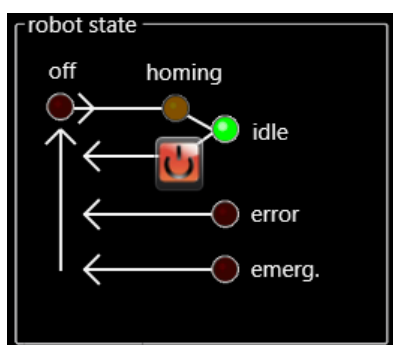 robot state
off
homing
idle
error
emerg.